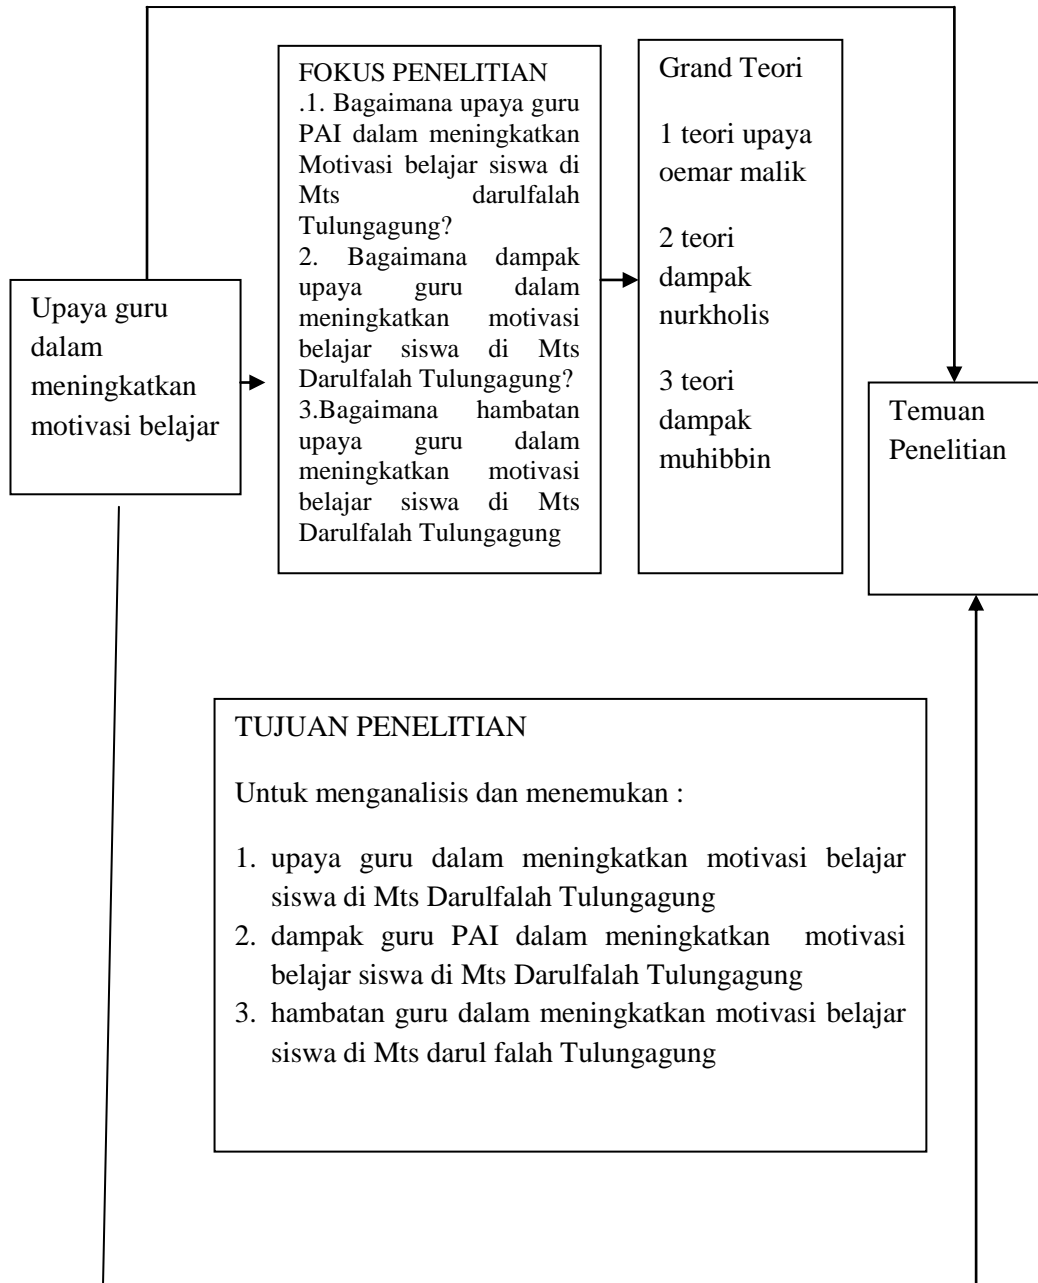 Upaya guru
dalam
meningkatkan
motivasi belajar
FOKUS PENELITIAN
.1. Bagaimana upaya guru
PAI dalam meningkatkan
Motivasi belajar siswa di
Mts darulfalah
Tulungagung?
2. Bagaimana dampak
upaya guru dalam
meningkatkan motivasi
belajar siswa di Mts
Darulfalah Tulungagung?
3.Bagaimana hambatan
upaya guru dalam
meningkatkan motivasi
belajar siswa di Mts
Darulfalah Tulungagung
Grand Teori
1 teori upaya
oemar malik
2 teori
dampak
nurkholis
3 teori
dampak
muhibbin
Temuan
Penelitian
TUJUAN PENELITIAN
Untuk menganalisis dan menemukan :
1. upaya guru dalam meningkatkan motivasi belajar
siswa di Mts Darulfalah Tulungagung
2. dampak guru PAI dalam meningkatkan motivasi
belajar siswa di Mts Darulfalah Tulungagung
3. hambatan guru dalam meningkatkan motivasi belajar
siswa di Mts darul falah Tulungagung